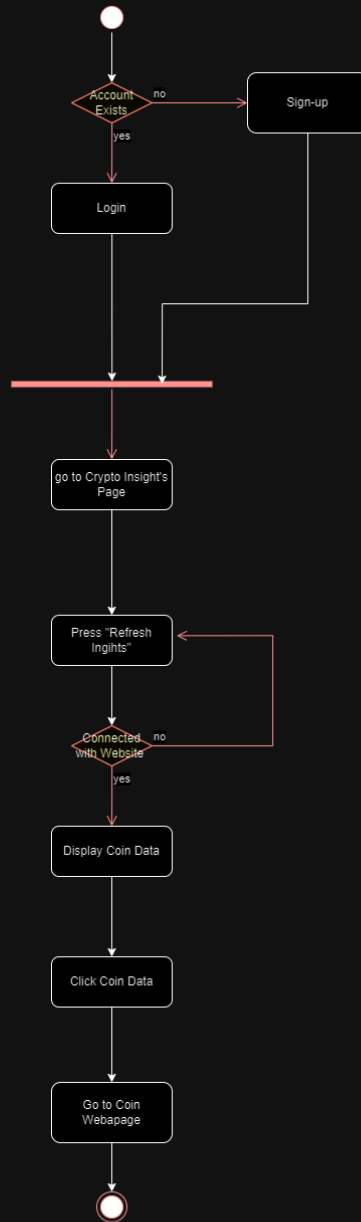 Account
Exists
no
Sign-up
yes
Login
go to Crypto Insight's
Page
Press "Refresh
Ingihts"
Connected
with Website
no
yes
Display Coin Data
Click Coin Data
Go to Coin
Webapage